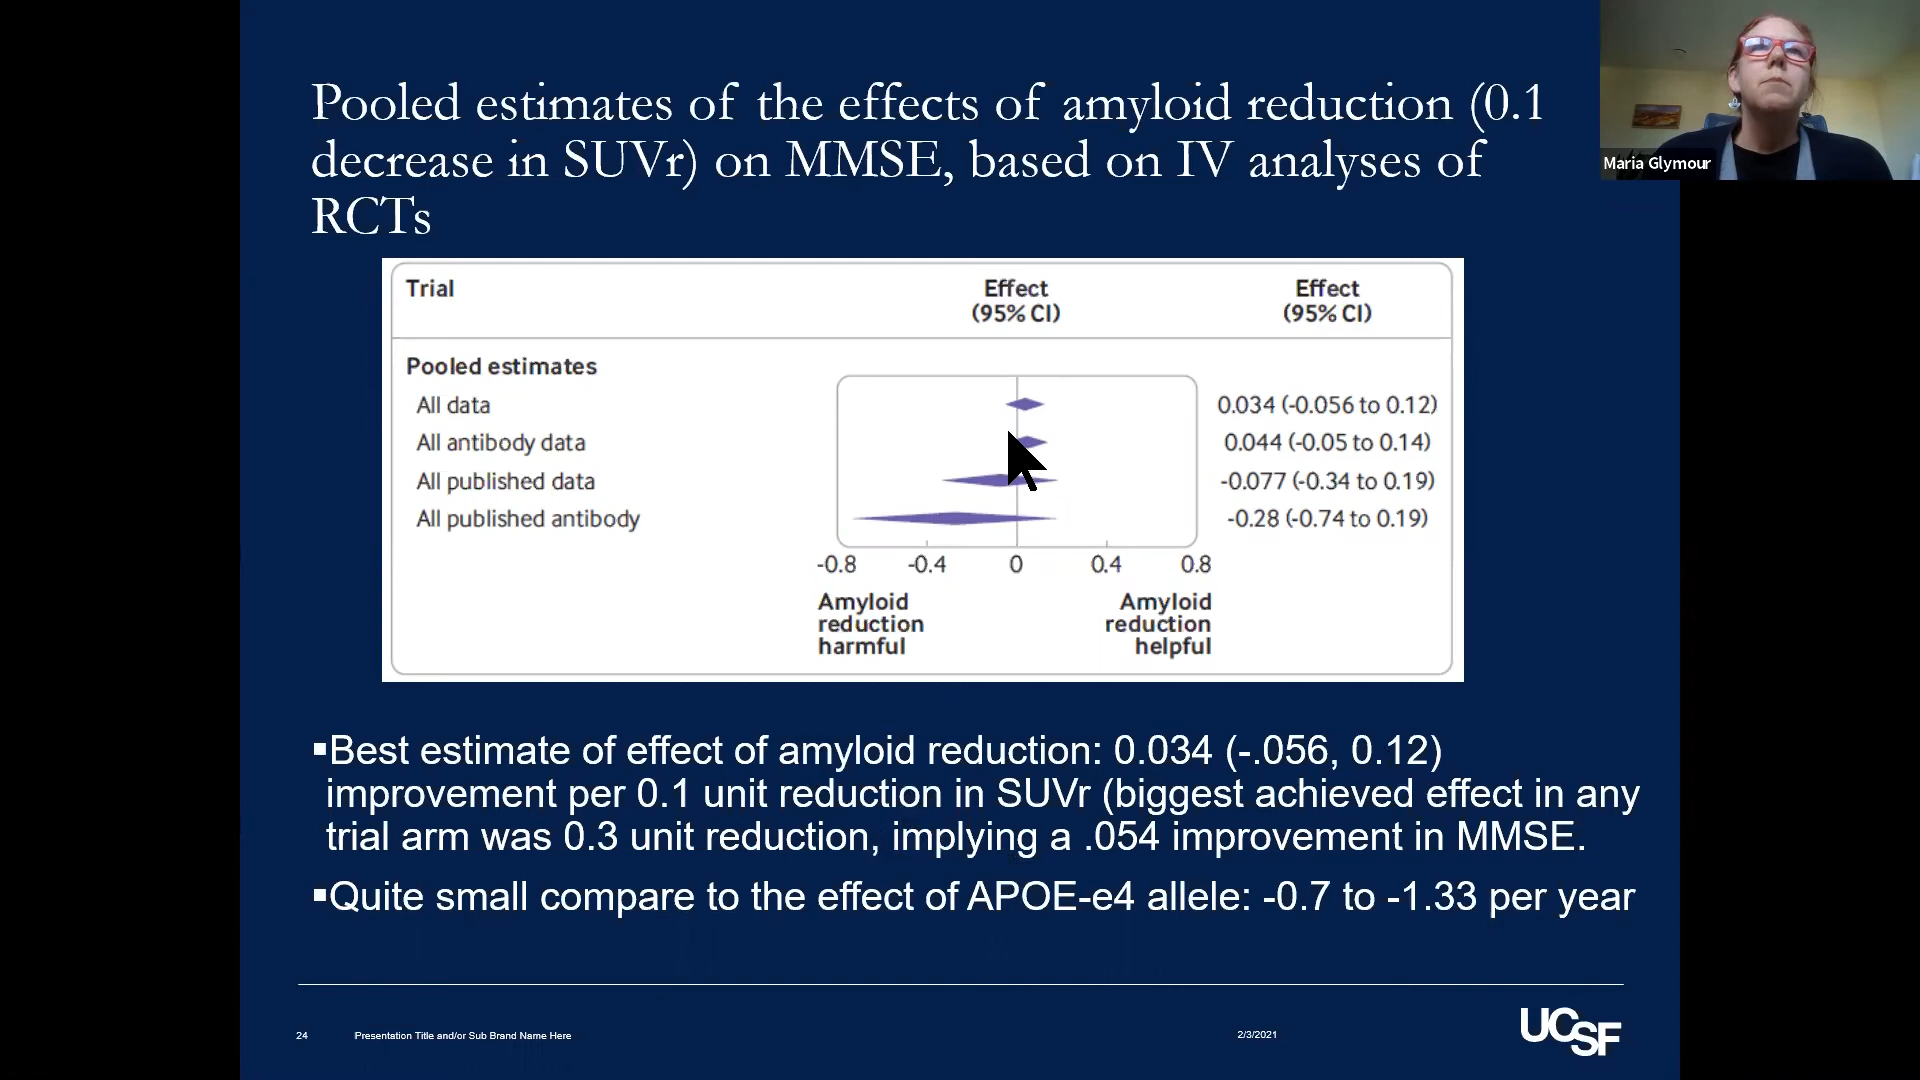 Pooled estimates of the effects of amyloid reduction (0.1
decrease in SUVr) on MMSE, based on IV analyses of
RCTs
Maria Glymour
Trial
Effect
(95% CI)
Effect
(95% CI)
Pooled estimates
All data
0.034 (-0.056 to 0.12)
All antibody data
0.044 (-0.05 to 0.14)
All published data
-0.077 (-0.34 to 0.19)
All published antibody
-0.28 (-0.74 to 0.19)
-0.8 -0.4 0 0.4 0.8
Amyloid
reduction
harmful
Amyloid
reduction
helpful
▪Best estimate of effect of amyloid reduction: 0.034 (-.056, 0.12)
improvement per 0.1 unit reduction in SUVr (biggest achieved effect in any
trial arm was 0.3 unit reduction, implying a .054 improvement in MMSE.
▪Quite small compare to the effect of APOE-e4 allele: -0.7 to -1.33 per year
24
Presentation Title and/or Sub Brand Name Here
2/3/2021
UCSF